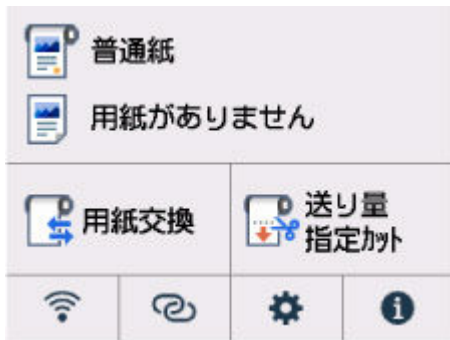 普通紙
用紙がありません
用紙交換
送り量
指定カット